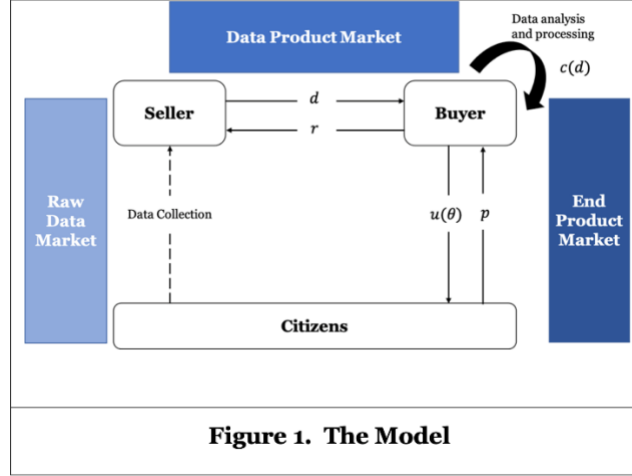 Data Product Market
Data analysis
and processing
c(d)
Seller
d
r
Buyer
Raw
Data
Market
Data Collection
u(θ)
p
End
Product
Market
Citizens
Figure 1. The Model